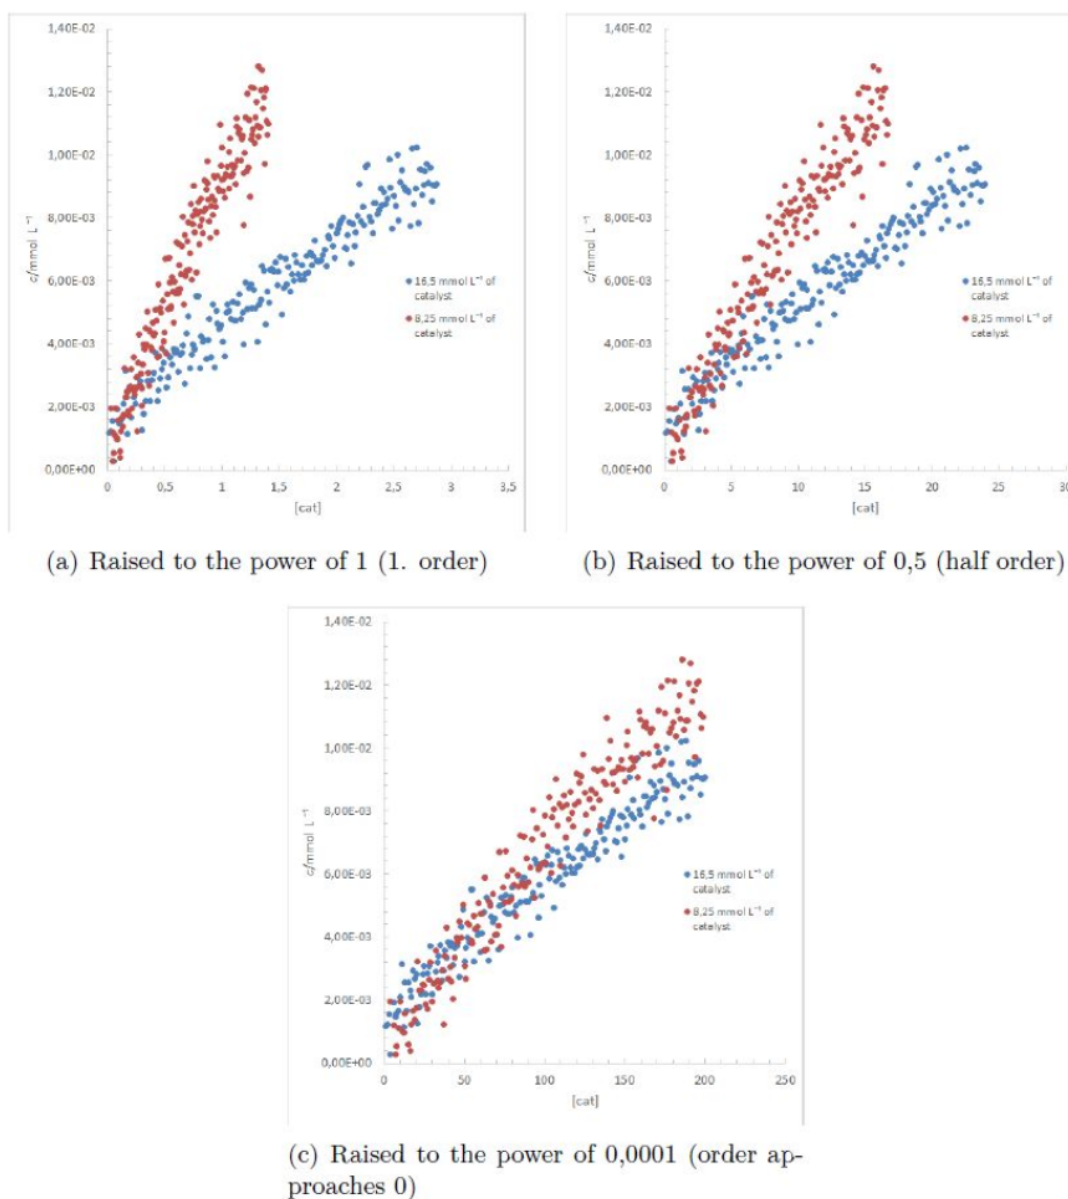 1,40E-02
1,20E-02
1,00E-02
8,00E-03
6,00E-03
4,00E-03
2,00E-03
0,00E+00
c/mmol L⁻¹
0 0,5 1 1,5 2 2,5 3 3,5
[cat]
16,5 mmol L⁻¹ of
catalyst
8,25 mmol L⁻¹ of
catalyst
(a) Raised to the power of 1 (1. order)
1,40E-02
1,20E-02
1,00E-02
8,00E-03
6,00E-03
4,00E-03
2,00E-03
0,00E+00
c/mmol L⁻¹
0 5 10 15 20 25 30
[cat]
16,5 mmol L⁻¹ of
catalyst
8,25 mmol L⁻¹ of
catalyst
(b) Raised to the power of 0,5 (half order)
1,40E-02
1,20E-02
1,00E-02
8,00E-03
6,00E-03
4,00E-03
2,00E-03
0,00E+00
c/mmol L⁻¹
0 50 100 150 200 250
[cat]
16,5 mmol L⁻¹ of
catalyst
8,25 mmol L⁻¹ of
catalyst
(c) Raised to the power of 0,0001 (order ap-
proaches 0)